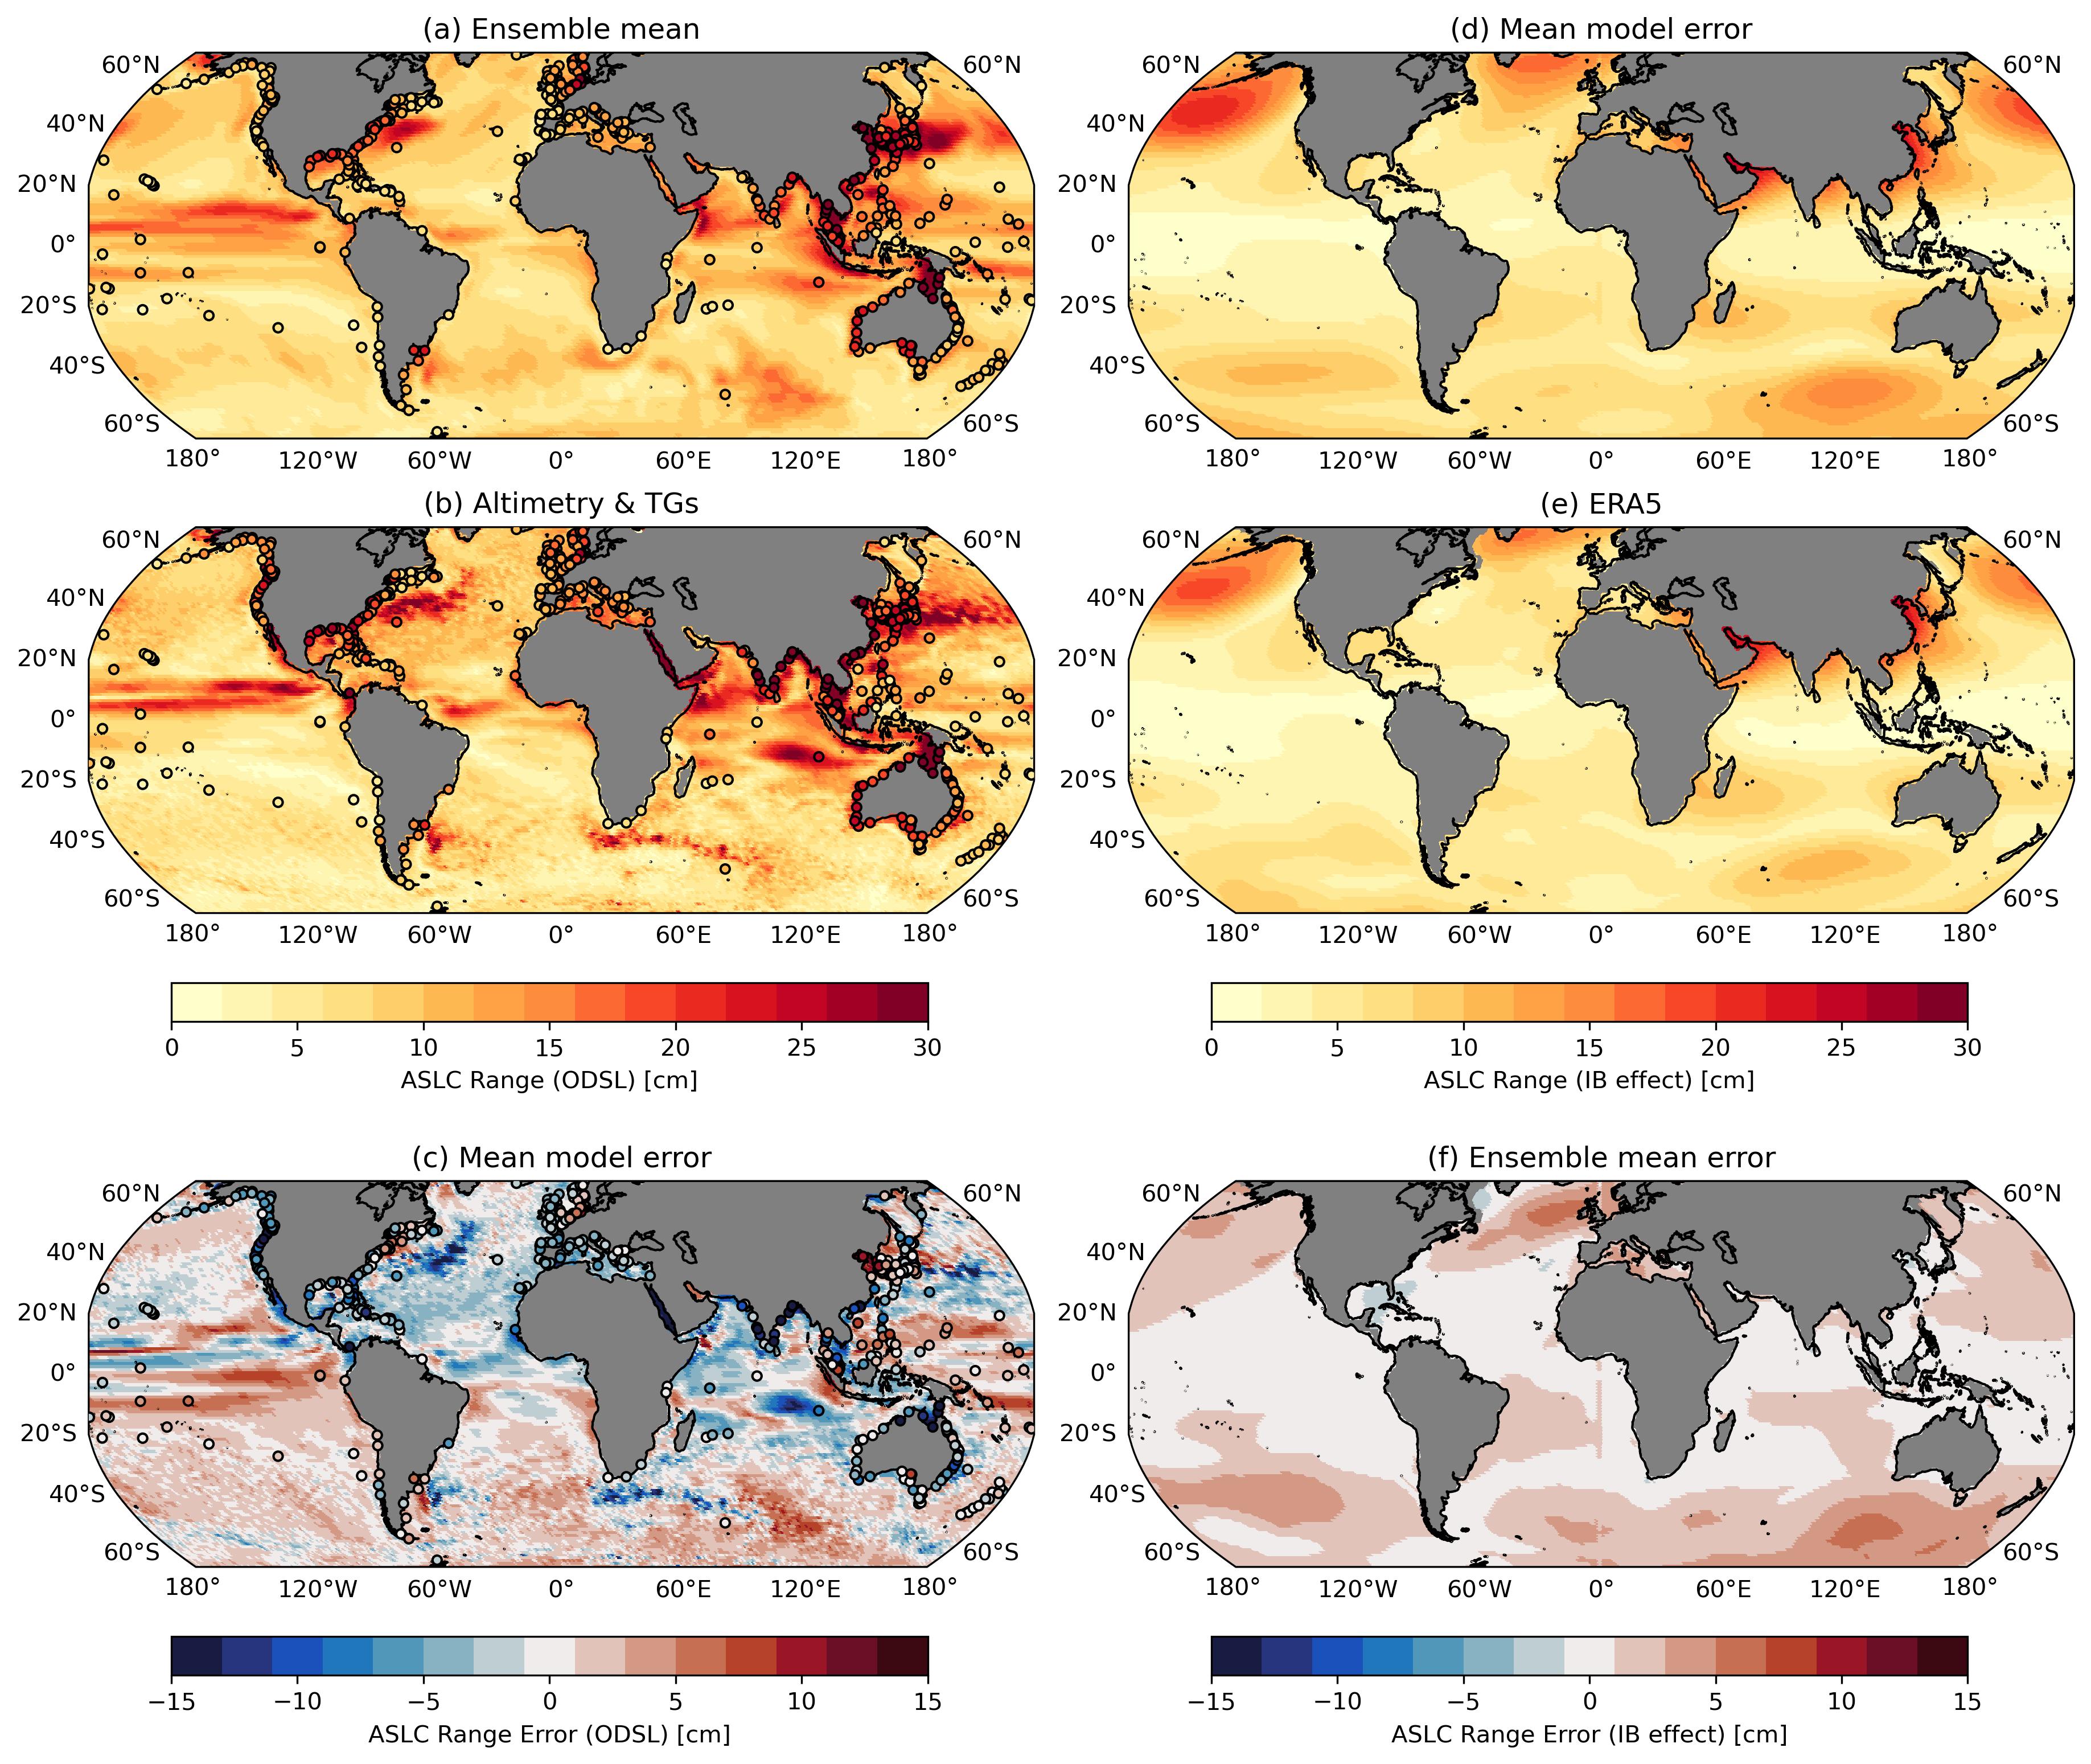 (a) Ensemble mean
60°N 60°N
40°N
20°N
0°
20°S
40°S
60°S 60°S
180° 120°W 60°W 0° 60°E 120°E 180°
(b) Altimetry & TGs
60°N 60°N
40°N
20°N
0°
20°S
40°S
60°S 60°S
180° 120°W 60°W 0° 60°E 120°E 180°
0 5 10 15 20 25 30
ASLC Range (ODSL) [cm]
(c) Mean model error
60°N 60°N
40°N
20°N
0°
20°S
40°S
60°S 60°S
180° 120°W 60°W 0° 60°E 120°E 180°
−15 −10 −5 0 5 10 15
ASLC Range Error (ODSL) [cm]
(d) Mean model error
60°N 60°N
40°N
20°N
0°
20°S
40°S
60°S 60°S
180° 120°W 60°W 0° 60°E 120°E 180°
(e) ERA5
60°N 60°N
40°N
20°N
0°
20°S
40°S
60°S 60°S
180° 120°W 60°W 0° 60°E 120°E 180°
0 5 10 15 20 25 30
ASLC Range (IB effect) [cm]
(f) Ensemble mean error
60°N 60°N
40°N
20°N
0°
20°S
40°S
60°S 60°S
180° 120°W 60°W 0° 60°E 120°E 180°
−15 −10 −5 0 5 10 15
ASLC Range Error (IB effect) [cm]